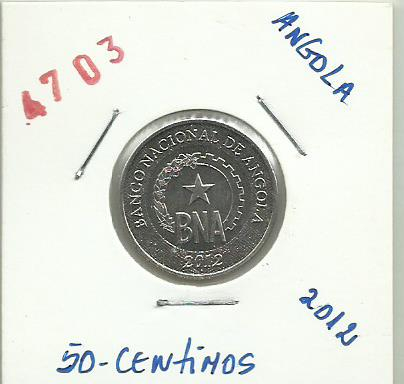 4703
ANGOLA
BANCO NACIONAL DE ANGOLA
BNA
2012
2012
50-CENTIMOS